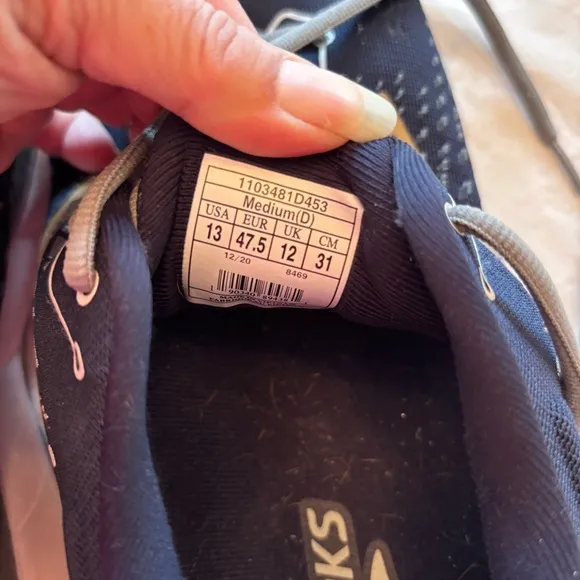 1103481D453
Medium(D)
USA EUR UK CM
13 47.5 12 31
12/20 8469
KS